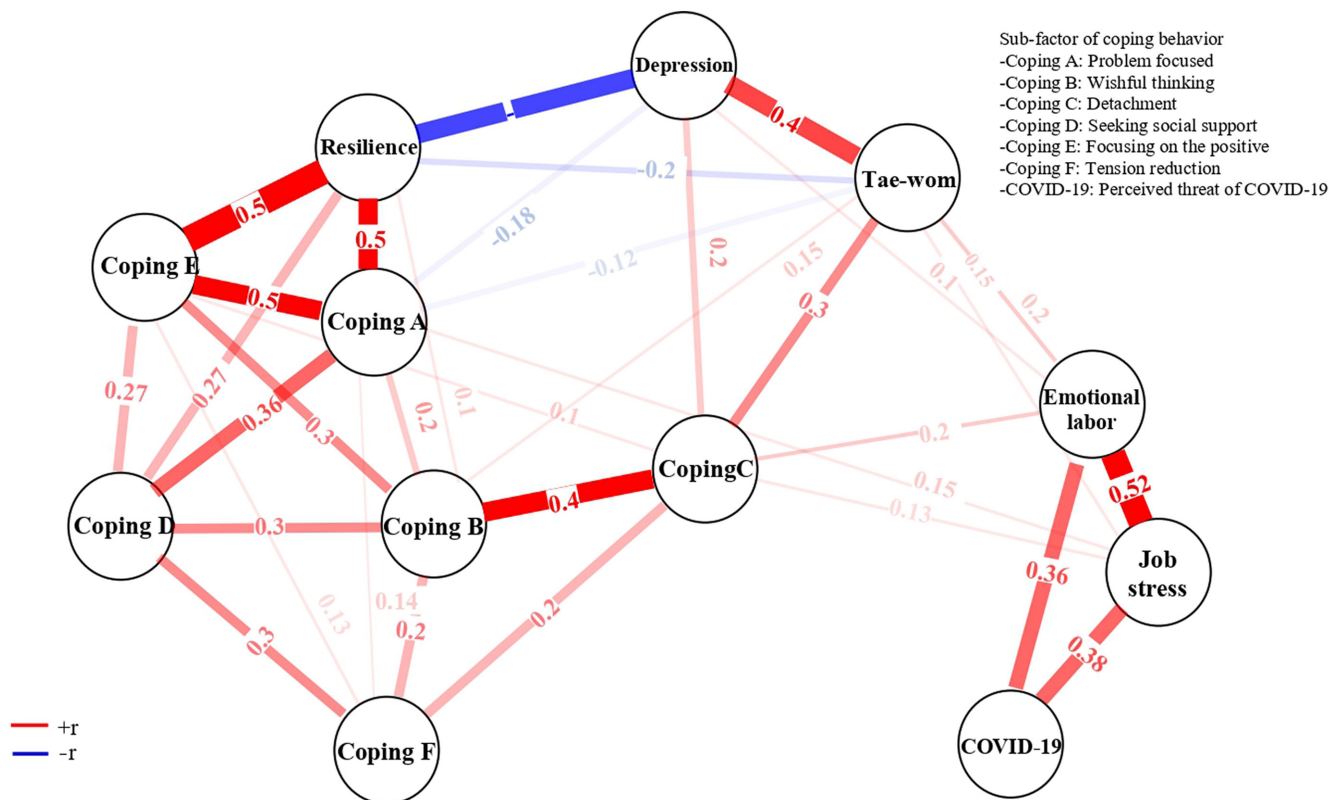 Sub-factor of coping behavior
-Coping A: Problem focused
-Coping B: Wishful thinking
-Coping C: Detachment
-Coping D: Seeking social support
-Coping E: Focusing on the positive
-Coping F: Tension reduction
-COVID-19: Perceived threat of COVID-19
Depression
-
0.4
Resilience
-0.2
Tae-wom
0.5
0.5
-0.18
0.2
0.15
-0.12
0.1
0.15
0.2
Coping E
0.5
Coping A
0.3
0.27
0.27
0.36
0.3
0.2
0.1
0.1
Emotional
labor
0.2
CopingC
0.4
0.15
0.13
0.52
Coping D
0.3
Coping B
Job
stress
0.36
0.38
0.3
0.13
0.14
0.2
0.2
Coping F
COVID-19
+r
-r